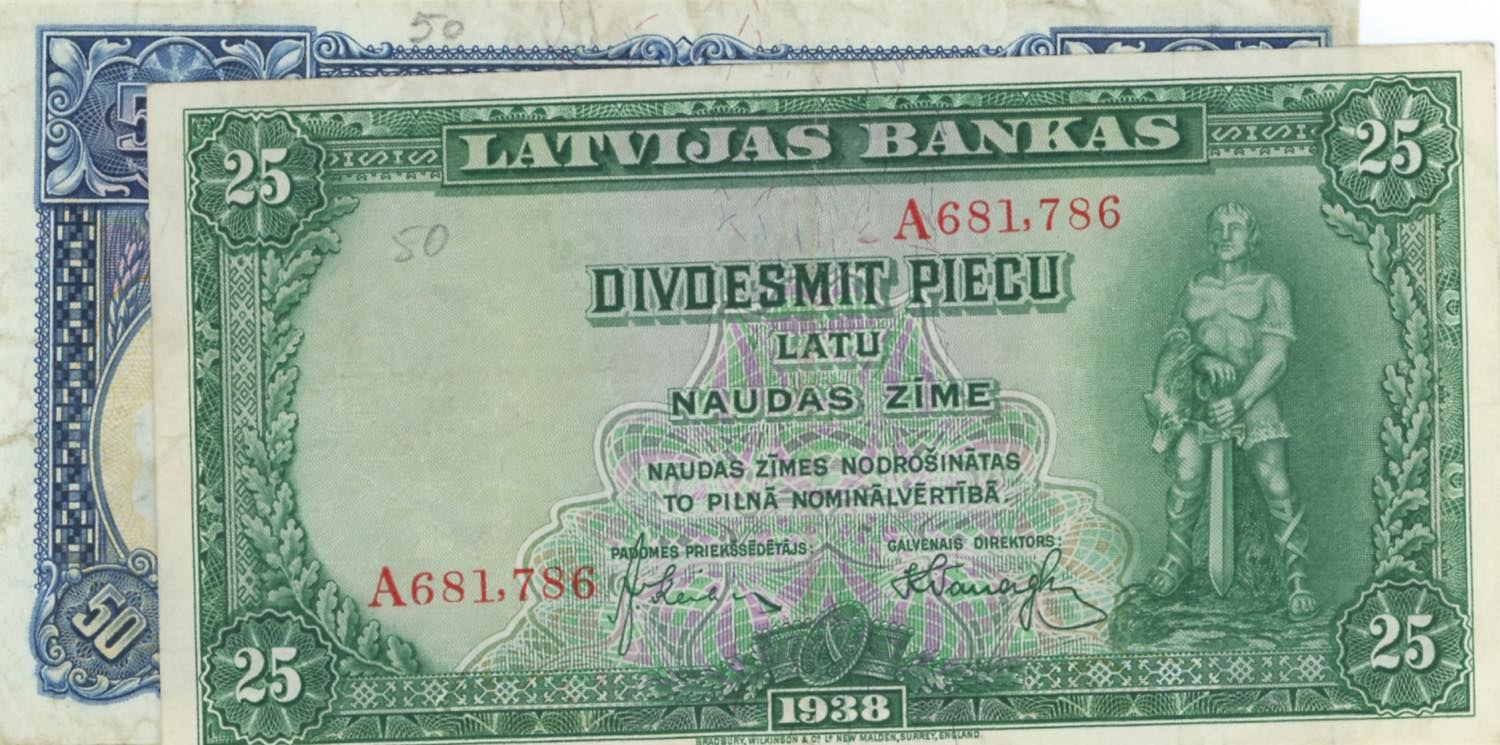 50
25 LATVIJAS BANKAS 25
A681,786
50
DIVDESMIT PIECU
LATU
NAUDAS ZĪME
NAUDAS ZĪMES NODROŠINĀTAS
TO PILNĀ NOMINĀLVĒRTĪBĀ.
PADOMES PRIEKŠSĒDĒTĀJS: GALVENAIS DIREKTORS:
A681,786
50
25 25
1938
BRADBURY, WILKINSON & Co Ld NEW MALDEN, SURREY, ENGLAND.